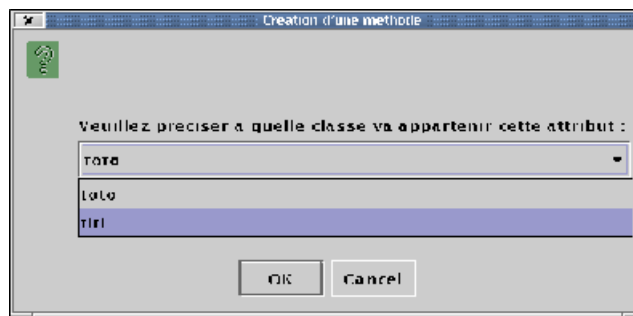 Creation d'une methode
Veuillez preciser a quelle classe va appartenir cette attribut :
toto
toto
titi
OK
Cancel